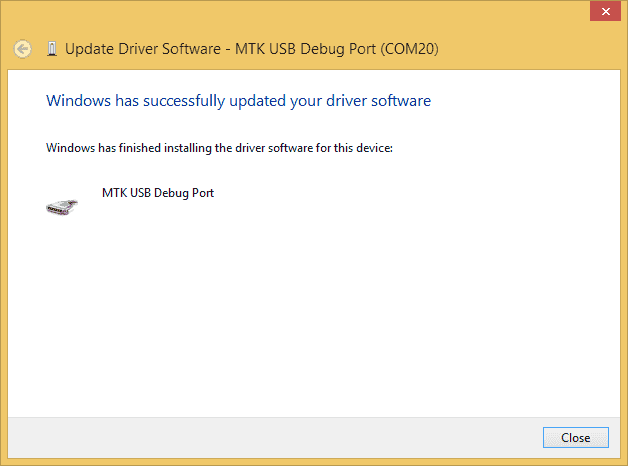 Update Driver Software - MTK USB Debug Port (COM20)
Windows has successfully updated your driver software
Windows has finished installing the driver software for this device:
MTK USB Debug Port
Close